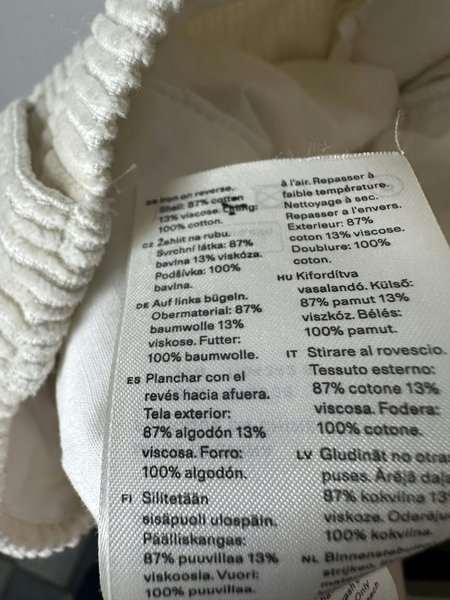 GB Iron on reverse.
Shell: 87% cotton
13% viscose. Lining:
100% cotton.
CZ Žehlit na rubu.
Svrchní látka: 87%
bavlna 13% viskóza.
Podšívka: 100%
bavlna.
DE Auf links bügeln.
Obermaterial: 87%
baumwolle 13%
viskose. Futter:
100% baumwolle.
ES Planchar con el
revés hacia afuera.
Tela exterior:
87% algodón 13%
viscosa. Forro:
100% algodón.
FI Silitetään
sisäpuoli ulospäin.
Päälliskangas:
87% puuvillaa 13%
viskoosia. Vuori:
100% puuvillaa.
à l'air. Repasser à
faible température.
Nettoyage à sec.
Repasser a l'envers.
Exterieur: 87%
coton 13% viscose.
Doublure: 100%
coton.
HU Kifordítva
vasalandó. Külső:
87% pamut 13%
viszkóz. Bélés:
100% pamut.
IT Stirare al rovescio.
Tessuto esterno:
87% cotone 13%
viscosa. Fodera:
100% cotone.
LV Gludināt no otras
puses. Ārējā
87% kokvilna 13%
viskoze.
100% kokvilna.
NL